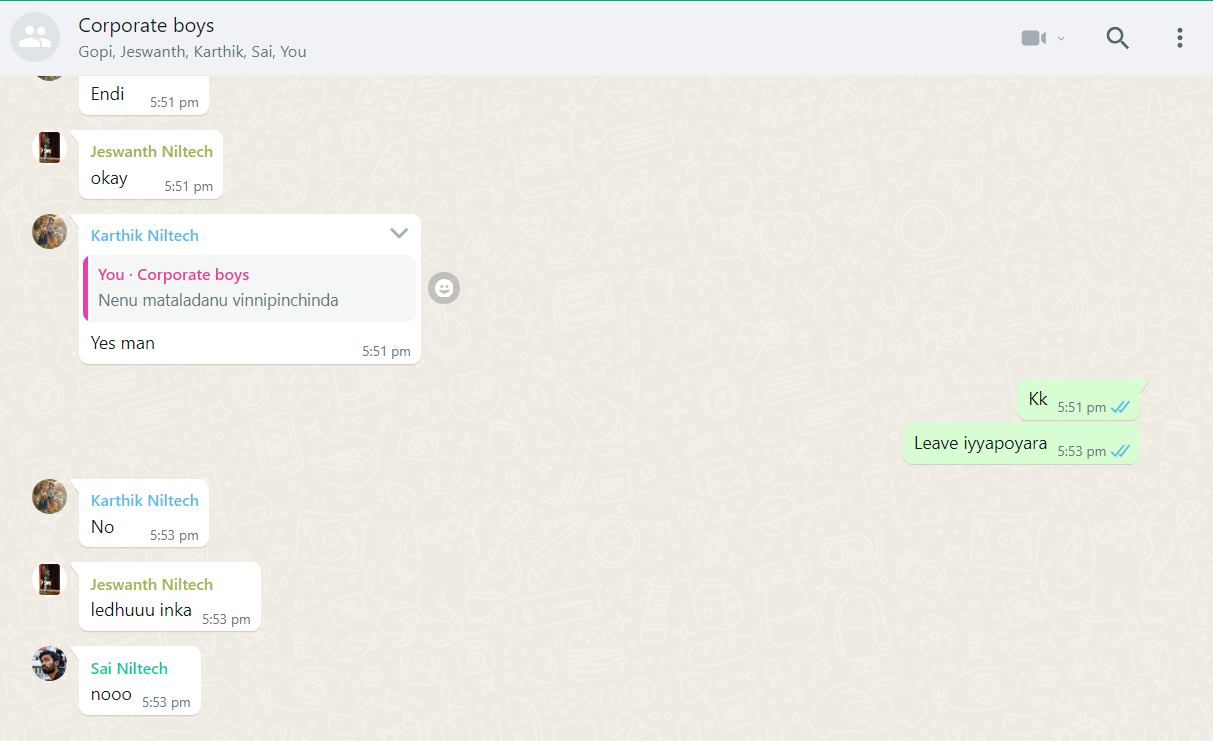 Corporate boys
Gopi, Jeswanth, Karthik, Sai, You
Endi
5:51 pm
Jeswanth Niltech
okay
5:51 pm
Karthik Niltech
You · Corporate boys
Nenu mataladanu vinnipinchinda
Yes man
5:51 pm
Kk
5:51 pm
Leave iyyapoyara
5:53 pm
Karthik Niltech
No
5:53 pm
Jeswanth Niltech
ledhuuu inka
5:53 pm
Sai Niltech
nooo
5:53 pm